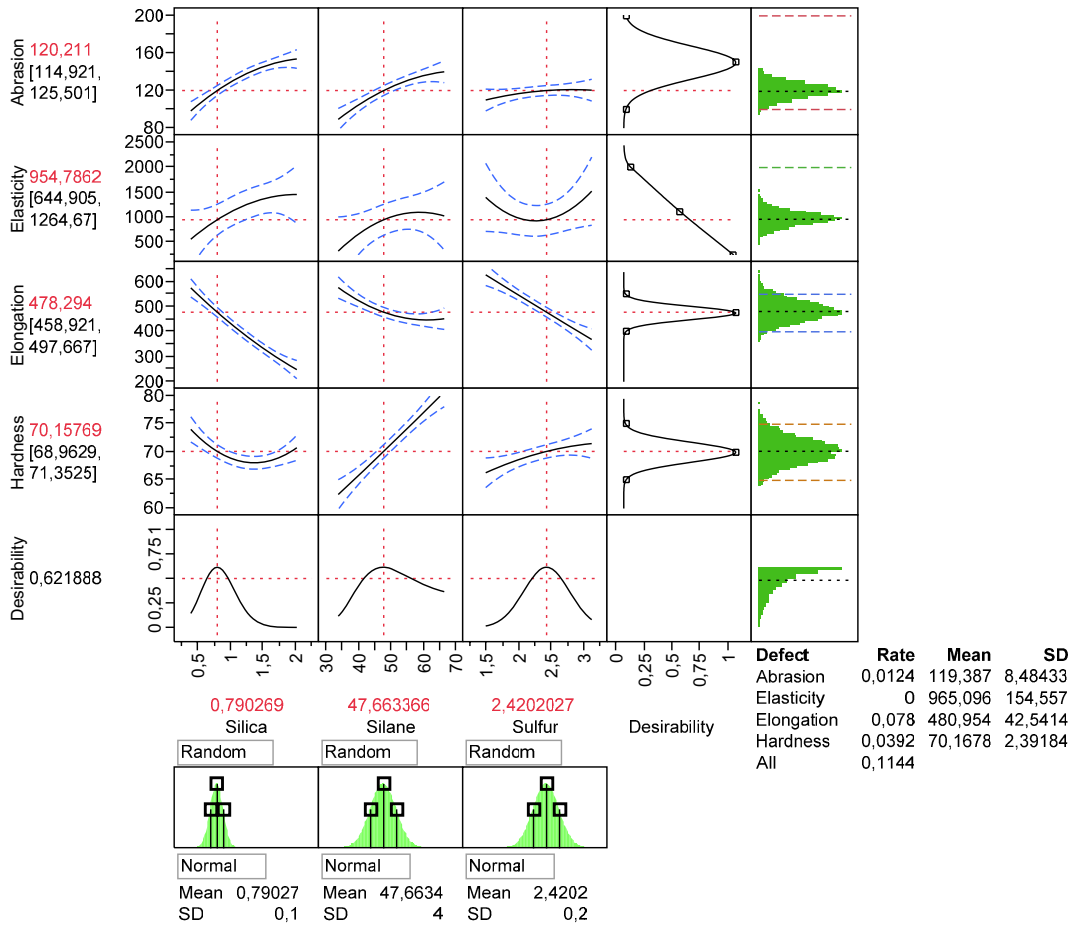 200
160
120
80
Abrasion
120,211
[114,921,
125,501]
2500
2000
1500
1000
500
Elasticity
954,7862
[644,905,
1264,67]
600
500
400
300
200
Elongation
478,294
[458,921,
497,667]
80
75
70
65
60
Hardness
70,15769
[68,9629,
71,3525]
1
0,75
0,25
0
Desirability
0,621888
0,5 1 1,5 2
30 40 50 60 70
1,5 2 2,5 3
0 0,25 0,5 0,75 1
0,790269
Silica
47,663366
Silane
2,4202027
Sulfur
Desirability
Defect Rate Mean SD
Abrasion 0,0124 119,387 8,48433
Elasticity 0 965,096 154,557
Elongation 0,078 480,954 42,5414
Hardness 0,0392 70,1678 2,39184
All 0,1144
Random Random Random
Normal Normal Normal
Mean 0,79027 Mean 47,6634 Mean 2,4202
SD 0,1 SD 4 SD 0,2